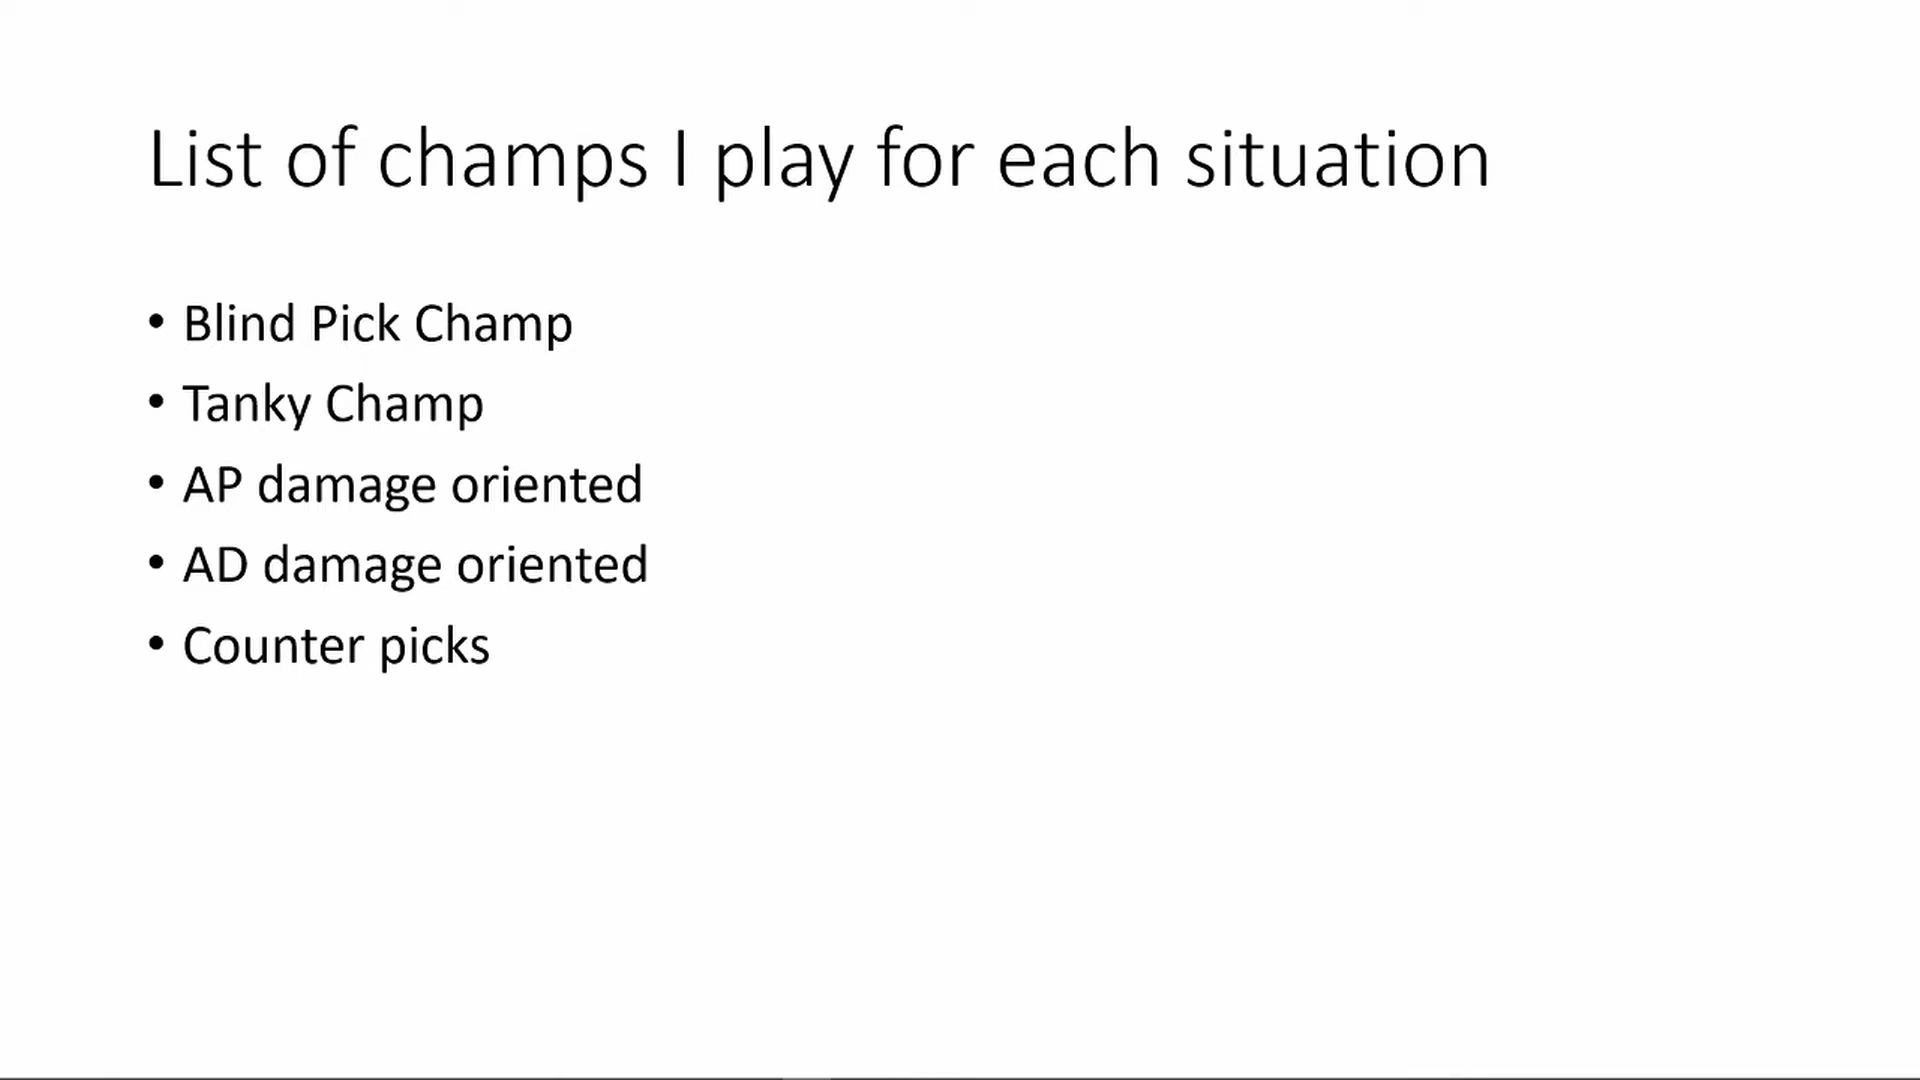 List of champs I play for each situation
• Blind Pick Champ
• Tanky Champ
• AP damage oriented
• AD damage oriented
• Counter picks